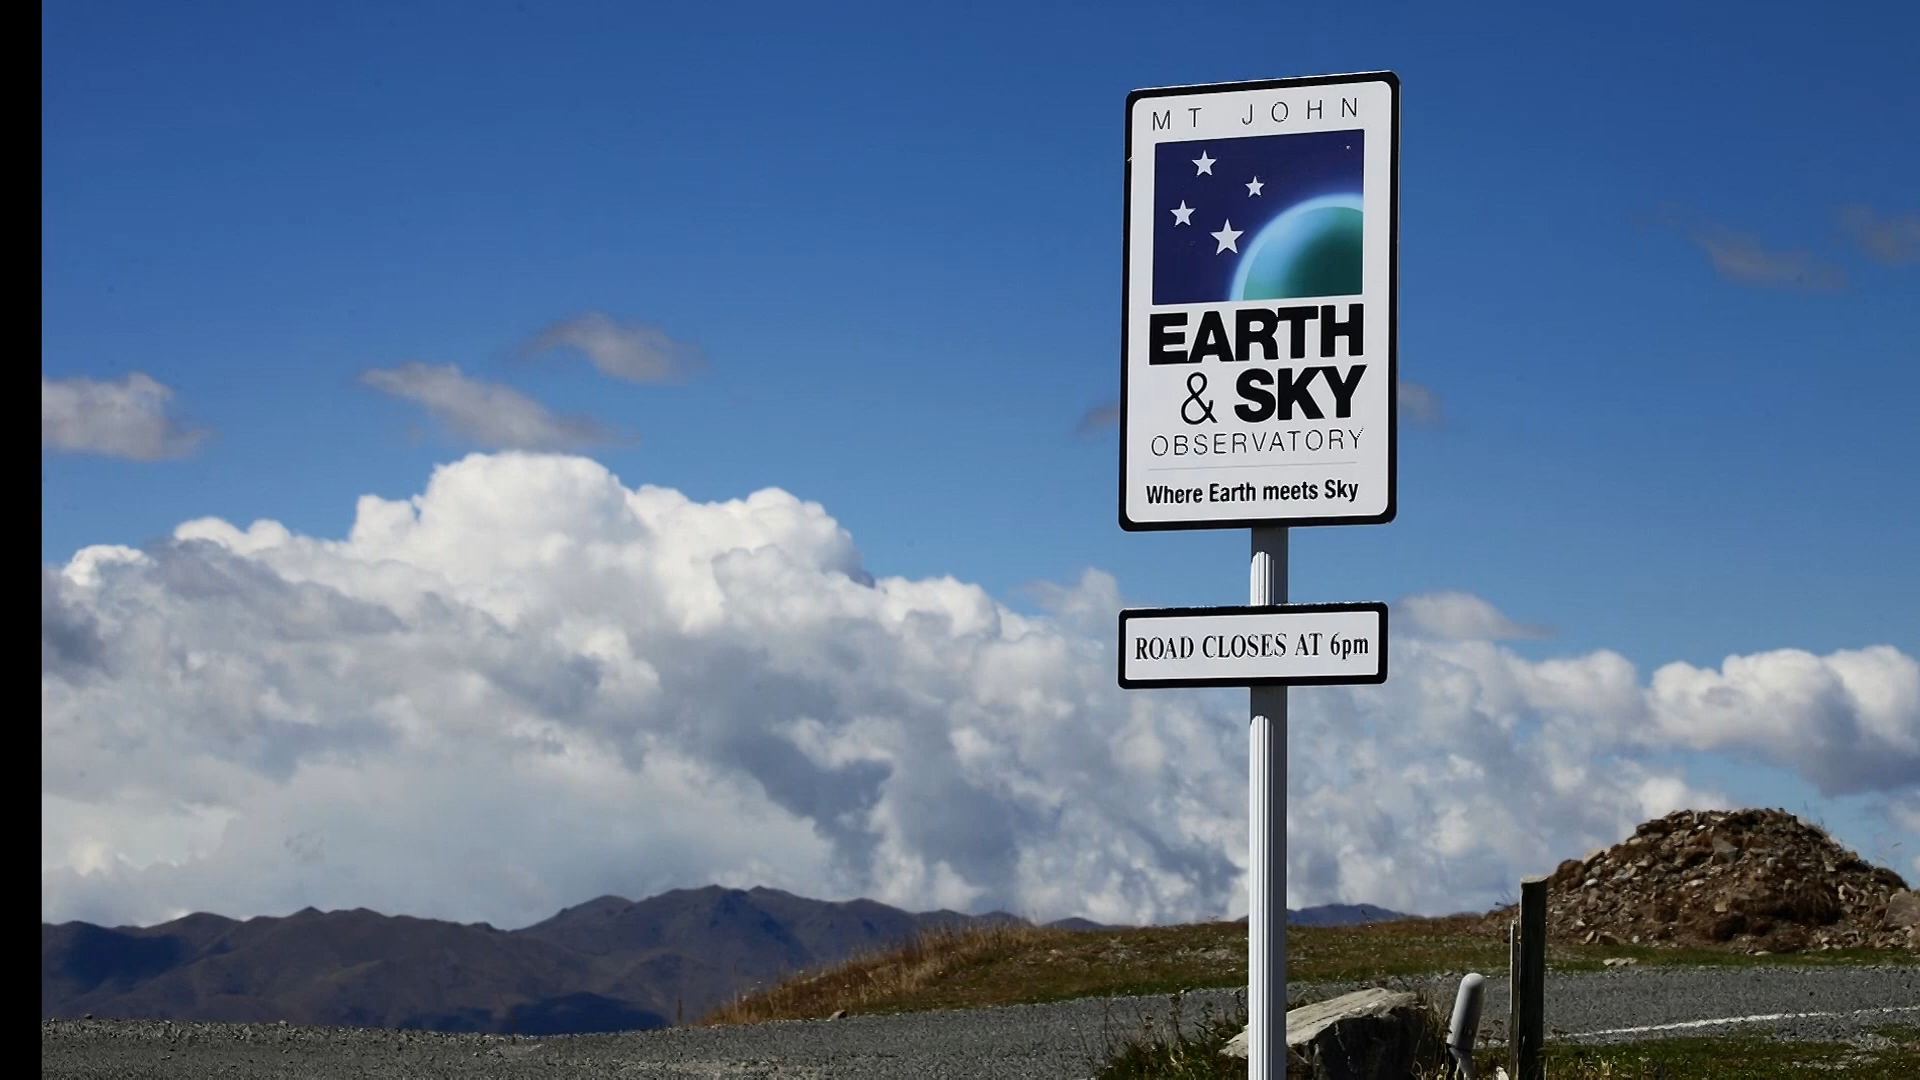 MT JOHN
EARTH
& SKY
OBSERVATORY
Where Earth meets Sky
ROAD CLOSES AT 6pm